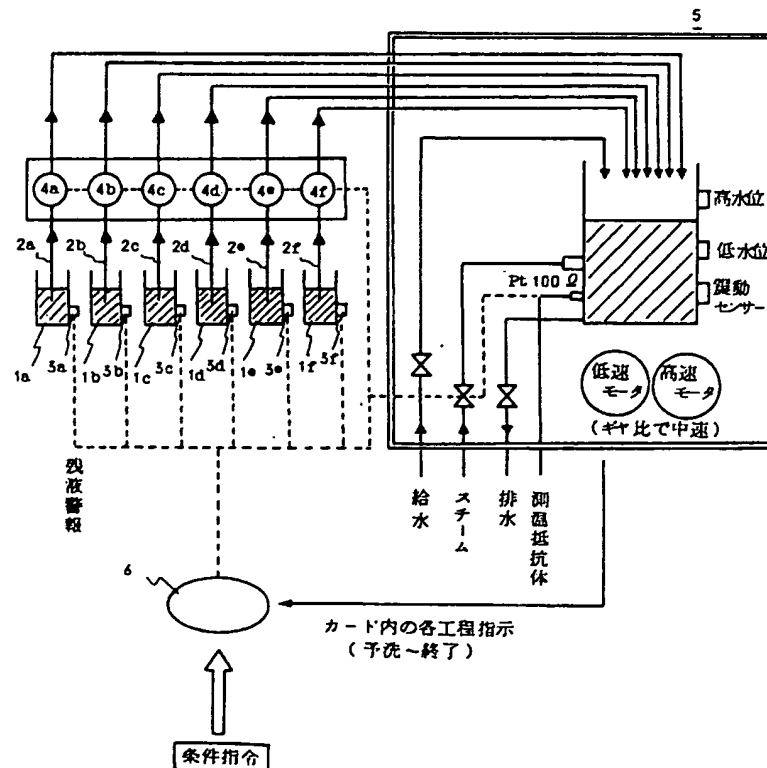 5
4a 4b 4c 4d 4e 4f
2a 2b 2c 2d 2e 2f
1a 3a 1b 3b 1c 3c 1d 3d 1e 3e 1f 3f
高水位
低水位
震動
センサー
Pt 100 Ω
低速
モータ
高速
モータ
(ギヤ比で中速)
残液警報
給水
スチーム
排水
測温抵抗体
6
カード内の各工程指示
(予洗~終了)
条件指令